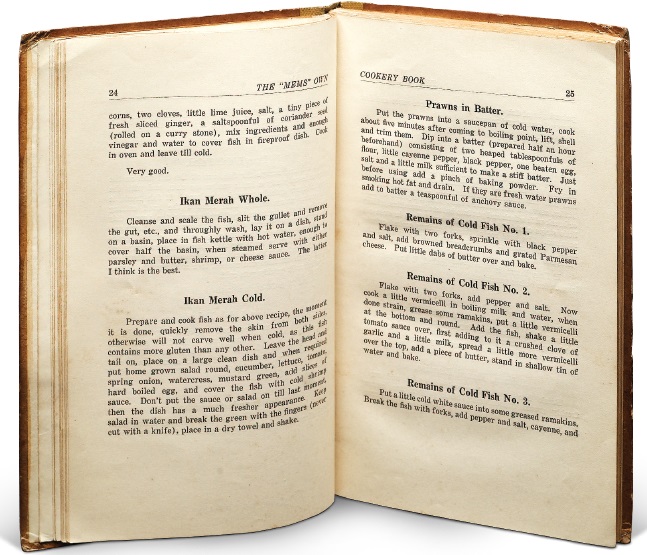 24
THE "MEMS" OWN
corns, two cloves, little lime juice, salt, a tiny piece of
fresh sliced ginger, a saltspoonful of coriander seed
(rolled on a curry stone), mix ingredients and enough
vinegar and water to cover fish in fireproof dish. Cook
in oven and leave till cold.
Very good.
Ikan Merah Whole.
Cleanse and scale the fish, slit the gullet and remove
the gut, etc., and throughly wash, lay it on a dish, stand
on a basin, place in fish kettle with hot water, enough to
cover half the basin, when steamed serve with either
parsley and butter, shrimp, or cheese sauce. The latter
I think is the best.
Ikan Merah Cold.
Prepare and cook fish as for above recipe, the moment
it is done, quickly remove the skin from both sides,
otherwise will not carve well when cold, as this fish
contains more gluten than any other. Leave the head and
tail on, place on a large clean dish and when required
put home grown salad round, cucumber, lettuce, tomato,
spring onion, watercress, mustard green, add slices of
hard boiled egg, and cover the fish with cold shrimp
sauce. Don't put the sauce or salad on till last moment,
then the dish has a much fresher appearance. Keep
salad in water and break the green with the fingers (never
cut with a knife), place in a dry towel and shake.
COOKERY BOOK
25
Prawns in Batter.
Put the prawns into a saucepan of cold water, cook
about five minutes after coming to boiling point, lift, shell
and trim them. Dip into a batter (prepared half an hour
beforehand) consisting of two heaped tablespoonfuls of
flour, little cayenne pepper, black pepper, one beaten egg,
salt and a little milk sufficient to make a stiff batter. Just
before using add a pinch of baking powder. Fry in
smoking hot fat and drain. If they are fresh water prawns
add to batter a teaspoonful of anchovy sauce.
Remains of Cold Fish No. 1.
Flake with two forks, sprinkle with black pepper
and salt, add browned breadcrumbs and grated Parmesan
cheese. Put little dabs of butter over and bake.
Remains of Cold Fish No. 2.
Flake with two forks, add pepper and salt. Now
cook a little vermicelli in boiling milk and water, when
done strain, grease some ramakins, put a little vermicelli
at the bottom and round. Add the fish, shake a little
tomato sauce over, first adding to it a crushed clove of
garlic and a little milk, spread a little more vermicelli
over the top, add a piece of butter, stand in shallow tin of
water and bake.
Remains of Cold Fish No. 3.
Put a little cold white sauce into some greased ramakins,
Break the fish with forks, add pepper and salt, cayenne, and